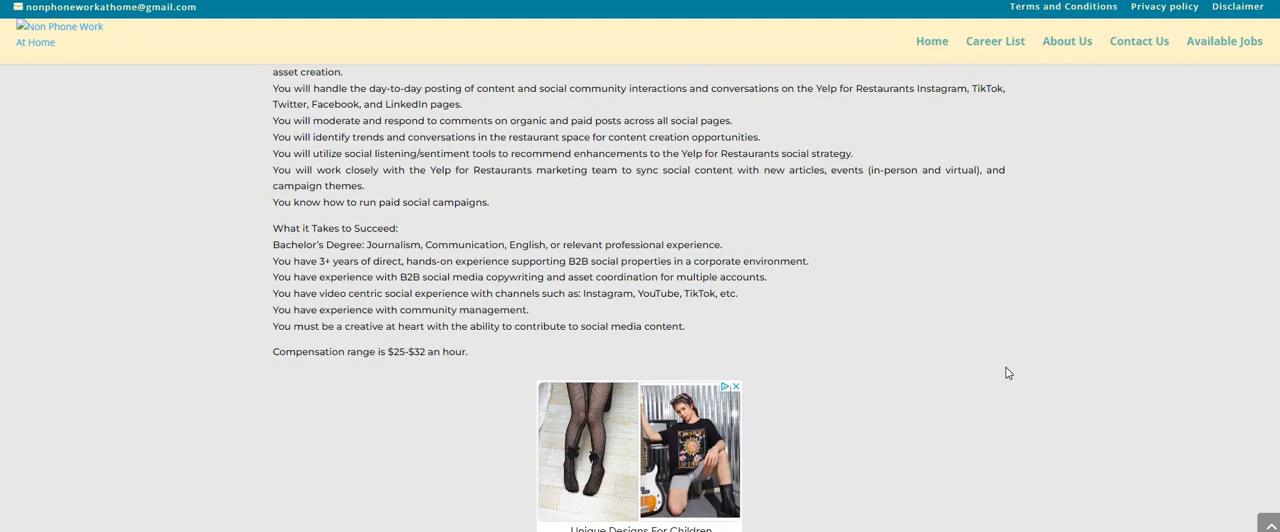 nonphoneworkathome@gmail.com
Terms and Conditions Privacy policy Disclaimer
Non Phone Work
At Home
Home Career List About Us Contact Us Available Jobs
asset creation.
You will handle the day-to-day posting of content and social community interactions and conversations on the Yelp for Restaurants Instagram, TikTok,
Twitter, Facebook, and LinkedIn pages.
You will moderate and respond to comments on organic and paid posts across all social pages.
You will identify trends and conversations in the restaurant space for content creation opportunities.
You will utilize social listening/sentiment tools to recommend enhancements to the Yelp for Restaurants social strategy.
You will work closely with the Yelp for Restaurants marketing team to sync social content with new articles, events (in-person and virtual), and
campaign themes.
You know how to run paid social campaigns.
What it Takes to Succeed:
Bachelor’s Degree: Journalism, Communication, English, or relevant professional experience.
You have 3+ years of direct, hands-on experience supporting B2B social properties in a corporate environment.
You have experience with B2B social media copywriting and asset coordination for multiple accounts.
You have video centric social experience with channels such as: Instagram, YouTube, TikTok, etc.
You have experience with community management.
You must be a creative at heart with the ability to contribute to social media content.
Compensation range is $25-$32 an hour.
Unique Designs For Children